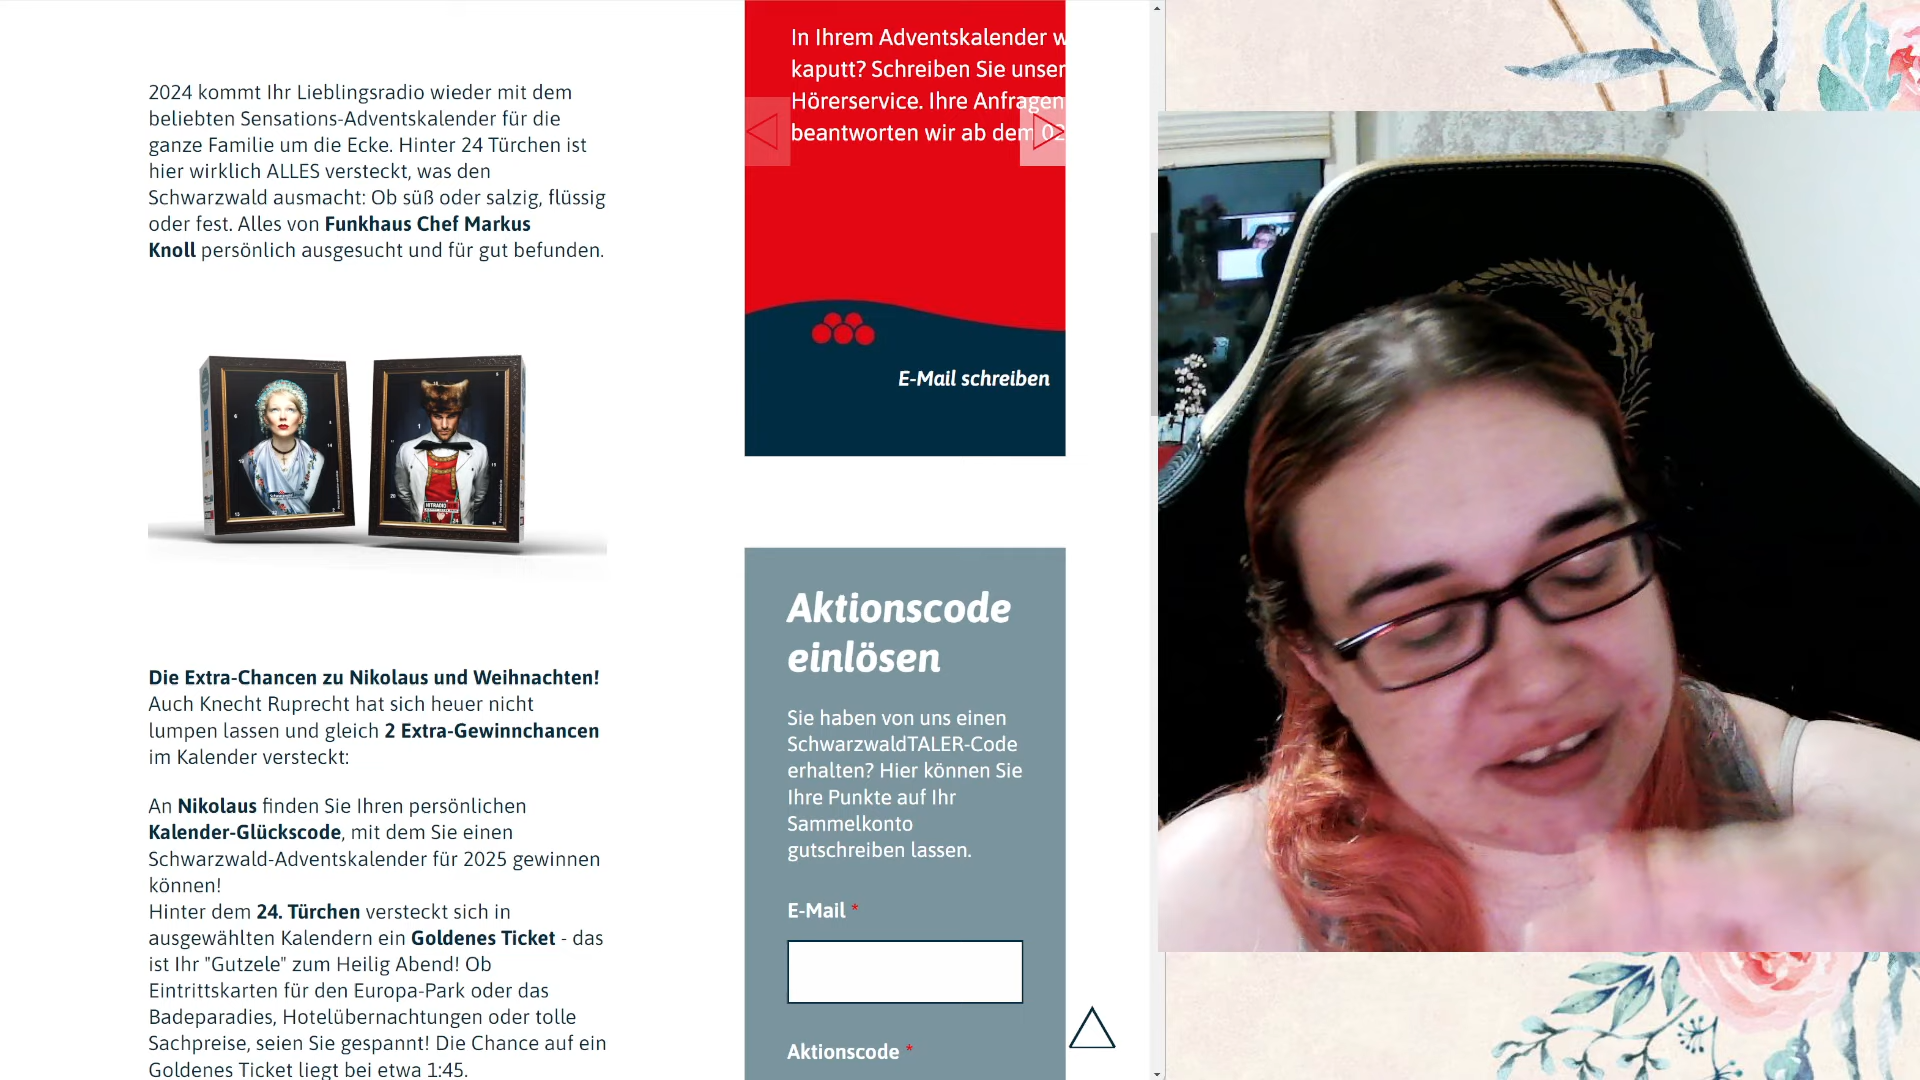 2024 kommt Ihr Lieblingsradio wieder mit dem
beliebten Sensations-Adventskalender für die
ganze Familie um die Ecke. Hinter 24 Türchen ist
hier wirklich ALLES versteckt, was den
Schwarzwald ausmacht: Ob süß oder salzig, flüssig
oder fest. Alles von Funkhaus Chef Markus
Knoll persönlich ausgesucht und für gut befunden.
Die Extra-Chancen zu Nikolaus und Weihnachten!
Auch Knecht Ruprecht hat sich heuer nicht
lumpen lassen und gleich 2 Extra-Gewinnchancen
im Kalender versteckt:
An Nikolaus finden Sie Ihren persönlichen
Kalender-Glückscode, mit dem Sie einen
Schwarzwald-Adventskalender für 2025 gewinnen
können!
Hinter dem 24. Türchen versteckt sich in
ausgewählten Kalendern ein Goldenes Ticket - das
ist Ihr "Gutzele" zum Heilig Abend! Ob
Eintrittskarten für den Europa-Park oder das
Badeparadies, Hotelübernachtungen oder tolle
Sachpreise, seien Sie gespannt! Die Chance auf ein
Goldenes Ticket liegt bei etwa 1:45.
In Ihrem Adventskalender w
kaputt? Schreiben Sie unser
Hörerservice. Ihre Anfragen
beantworten wir ab dem 02
E-Mail schreiben
Aktionscode
einlösen
Sie haben von uns einen
SchwarzwaldTALER-Code
erhalten? Hier können Sie
Ihre Punkte auf Ihr
Sammelkonto
gutschreiben lassen.
E-Mail *
Aktionscode *